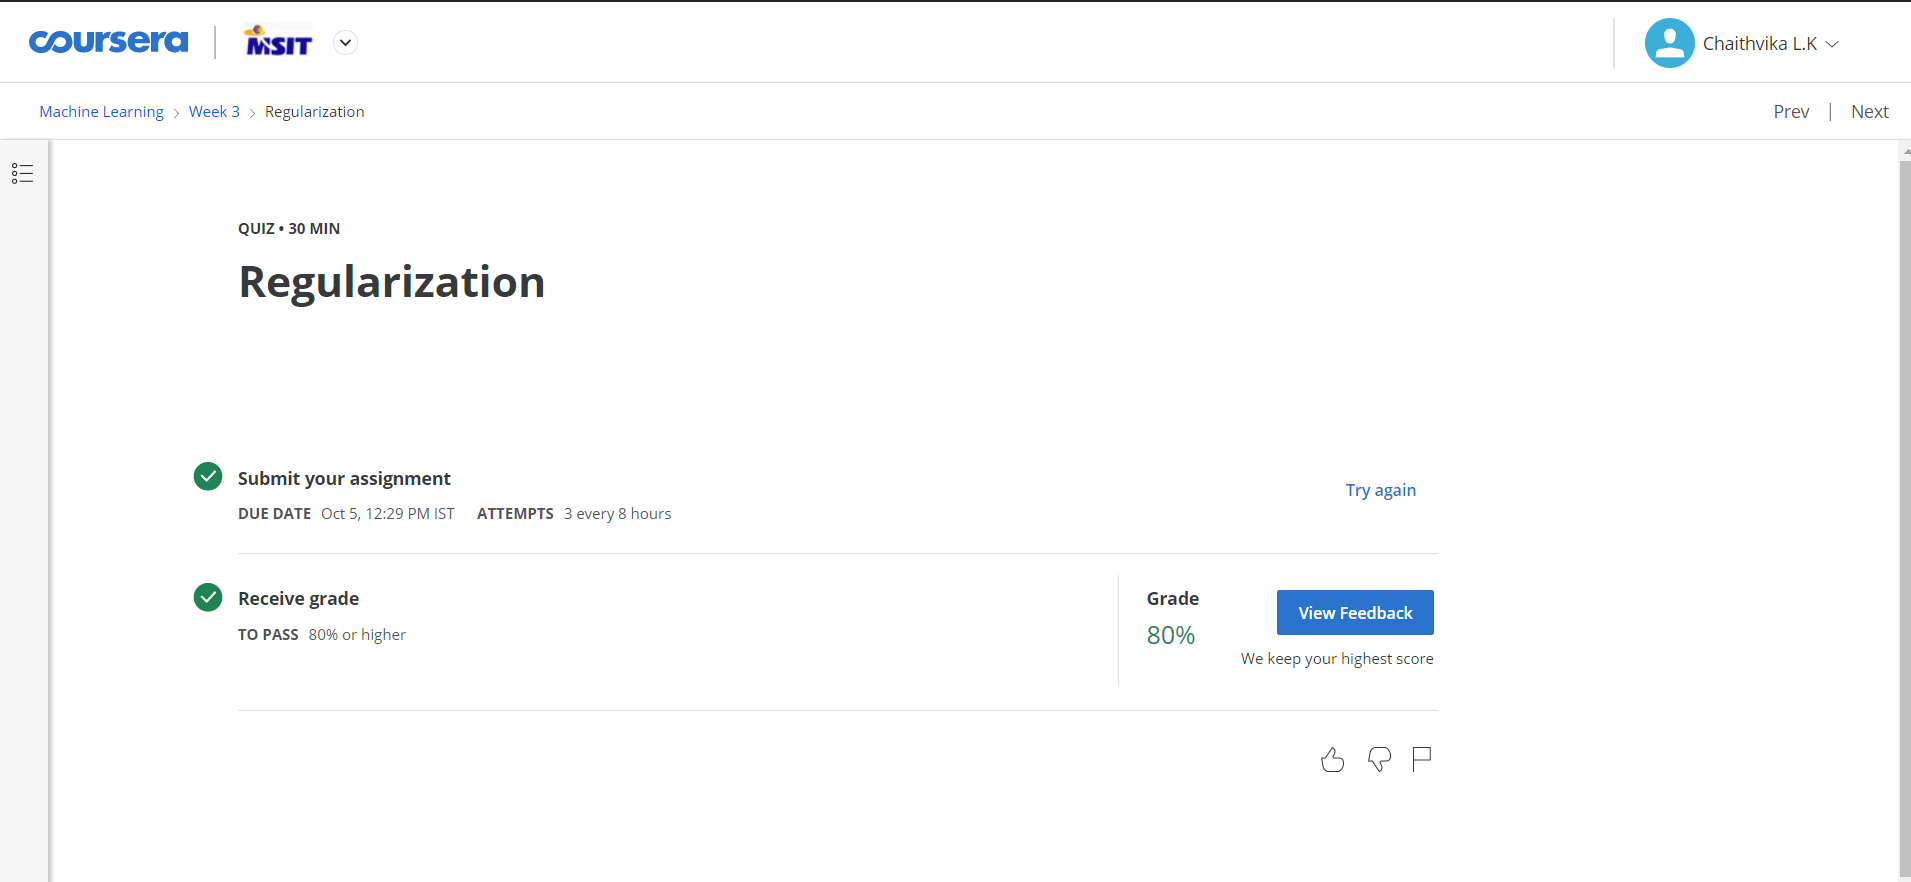 coursera
MSIT
Chaithvika L.K
Machine Learning > Week 3 > Regularization
Prev | Next
QUIZ • 30 MIN
Regularization
Submit your assignment
Try again
DUE DATE Oct 5, 12:29 PM IST ATTEMPTS 3 every 8 hours
Receive grade
TO PASS 80% or higher
Grade
80%
View Feedback
We keep your highest score